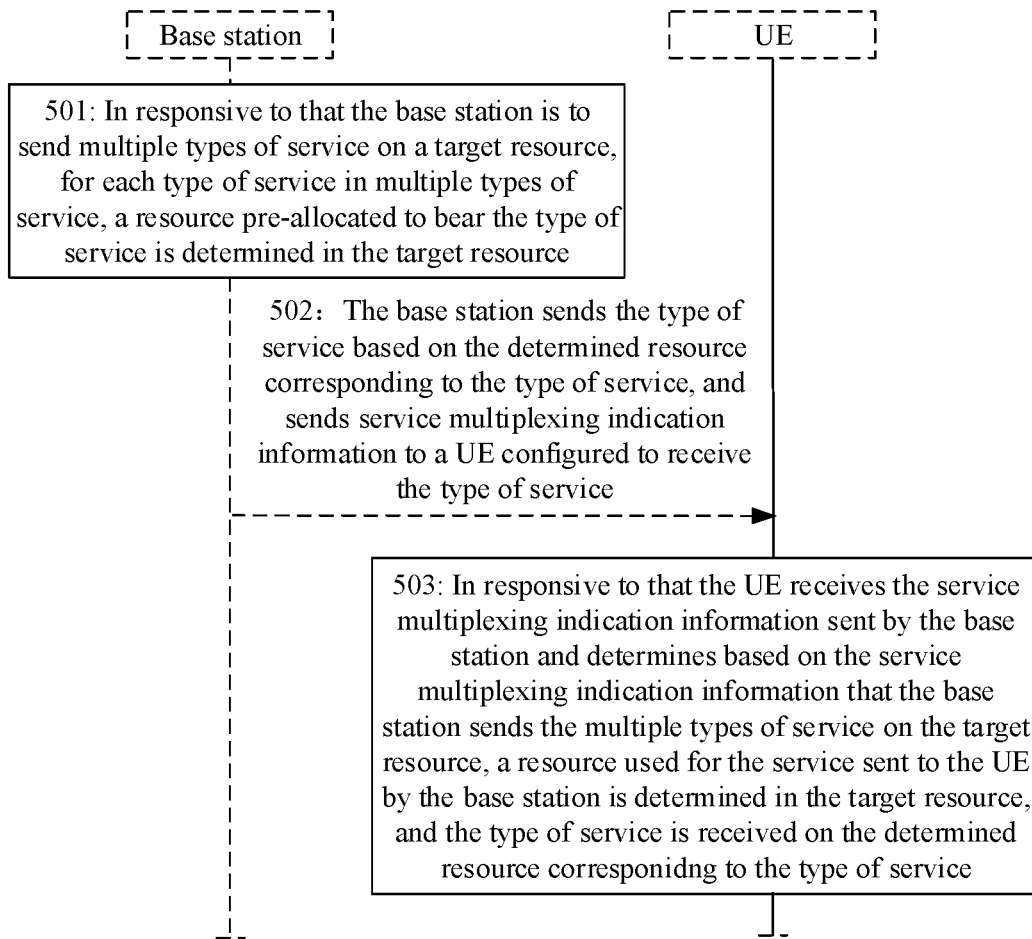 Base station
UE
501: In responsive to that the base station is to
send multiple types of service on a target resource,
for each type of service in multiple types of
service, a resource pre-allocated to bear the type of
service is determined in the target resource
502：The base station sends the type of
service based on the determined resource
corresponding to the type of service, and
sends service multiplexing indication
information to a UE configured to receive
the type of service
503: In responsive to that the UE receives the service
multiplexing indication information sent by the base
station and determines based on the service
multiplexing indication information that the base
station sends the multiple types of service on the target
resource, a resource used for the service sent to the UE
by the base station is determined in the target resource,
and the type of service is received on the determined
resource corresponidng to the type of service